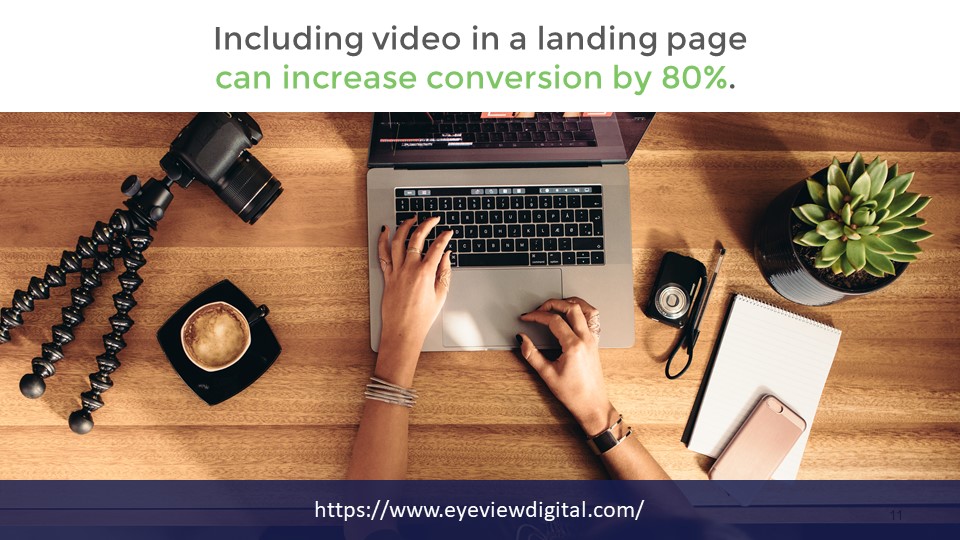 Including video in a landing page
can increase conversion by 80%.
https://www.eyeviewdigital.com/
11